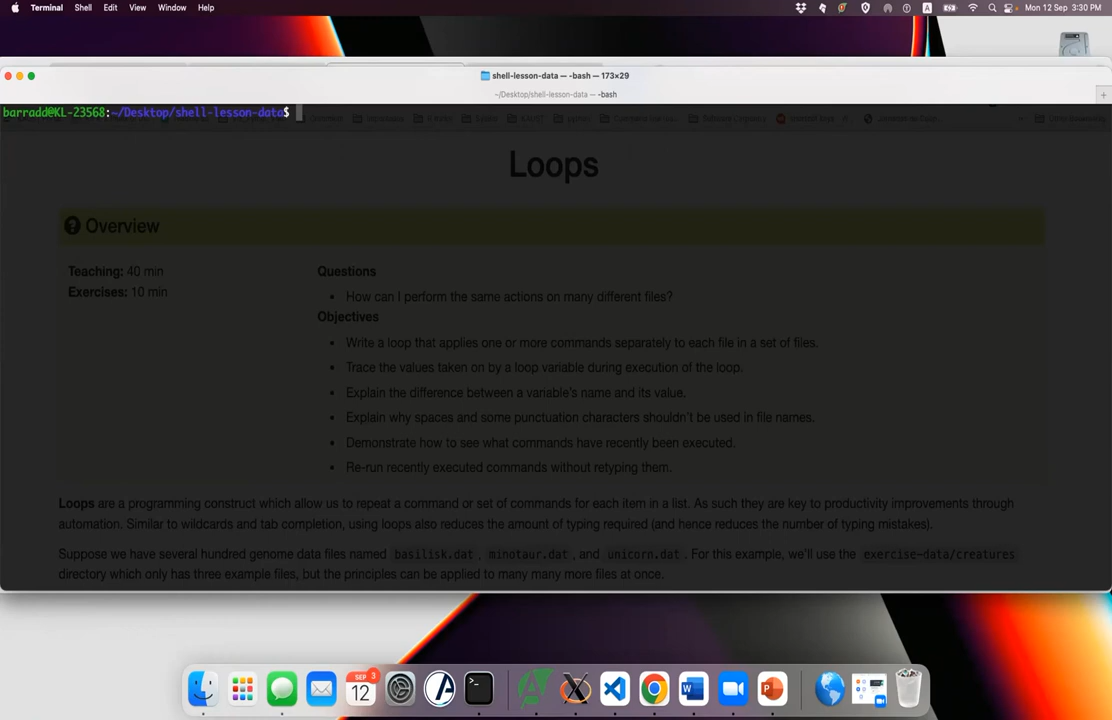 Terminal Shell Edit View Window Help Mon 12 Sep 3:30 PM
shell-lesson-data — -bash — 173×29
~/Desktop/shell-lesson-data — -bash
barradd@KL-23568:~/Desktop/shell-lesson-data$
Loops
Overview
Teaching: 40 min
Exercises: 10 min
Questions
How can I perform the same actions on many different files?
Objectives
Write a loop that applies one or more commands separately to each file in a set of files.
Trace the values taken on by a loop variable during execution of the loop.
Explain the difference between a variable's name and its value.
Explain why spaces and some punctuation characters shouldn't be used in file names.
Demonstrate how to see what commands have recently been executed.
Re-run recently executed commands without retyping them.
Loops are a programming construct which allow us to repeat a command or set of commands for each item in a list. As such they are key to productivity improvements through
automation. Similar to wildcards and tab completion, using loops also reduces the amount of typing required (and hence reduces the number of typing mistakes).
Suppose we have several hundred genome data files named basilisk.dat, minotaur.dat, and unicorn.dat. For this example, we'll use the exercise-data/creatures
directory which only has three example files, but the principles can be applied to many many more files at once.
SEP 3
12